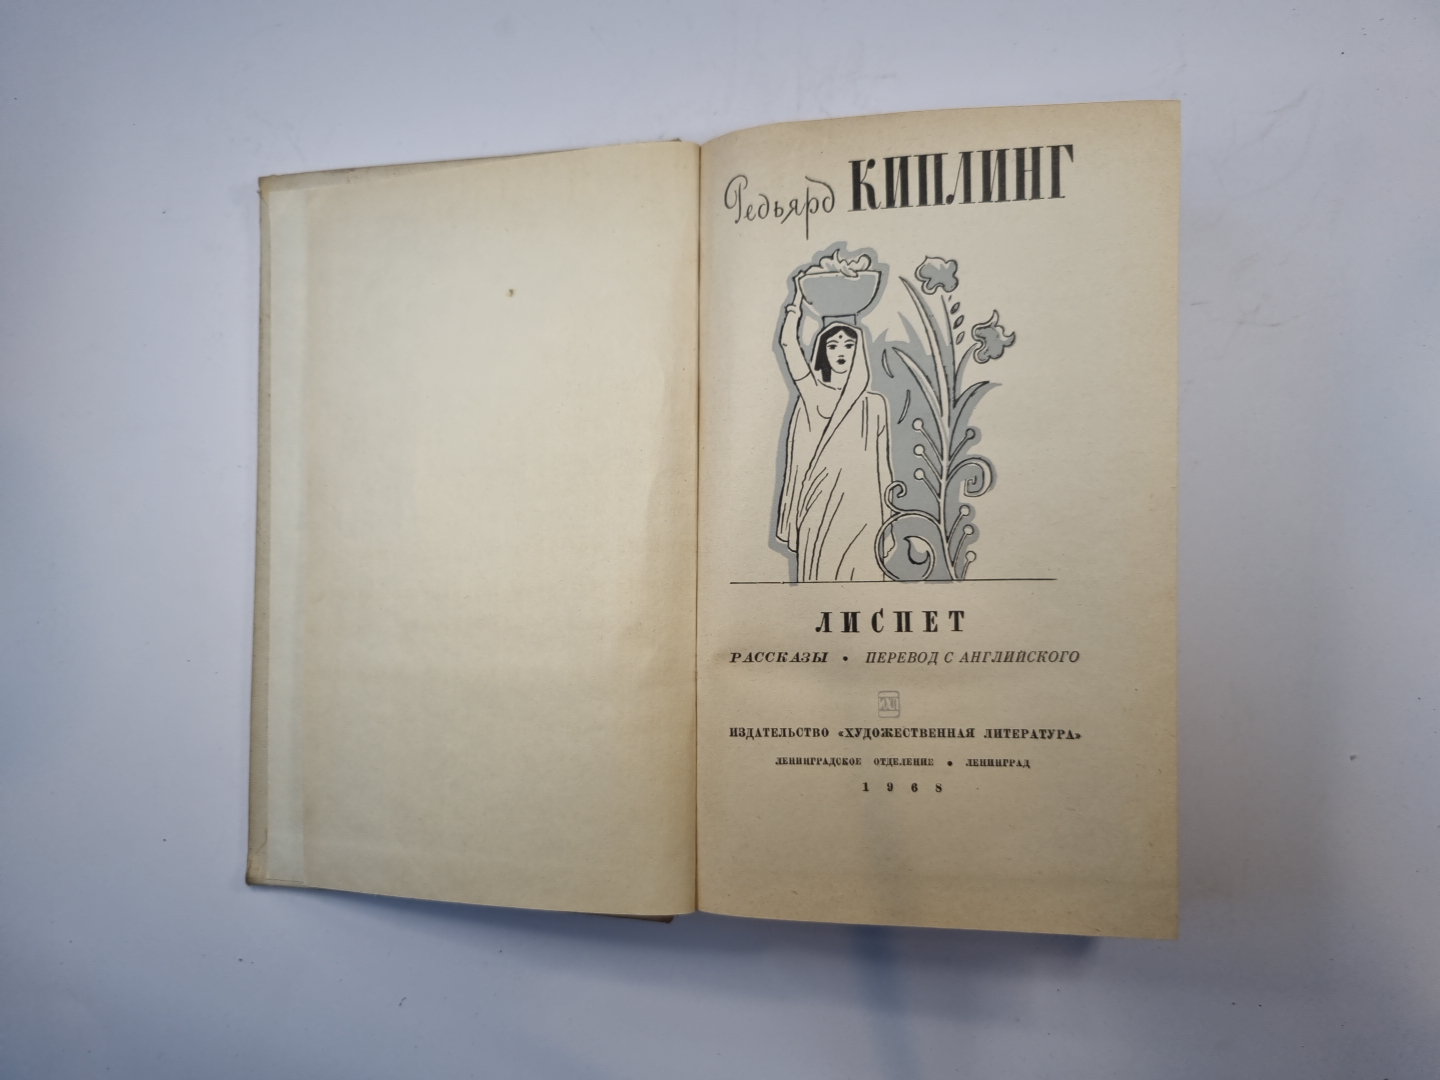 Редьярд КИПЛИНГ
ЛИСПЕТ
РАССКАЗЫ • ПЕРЕВОД С АНГЛИЙСКОГО
ИЗДАТЕЛЬСТВО «ХУДОЖЕСТВЕННАЯ ЛИТЕРАТУРА»
ЛЕНИНГРАДСКОЕ ОТДЕЛЕНИЕ • ЛЕНИНГРАД
1968